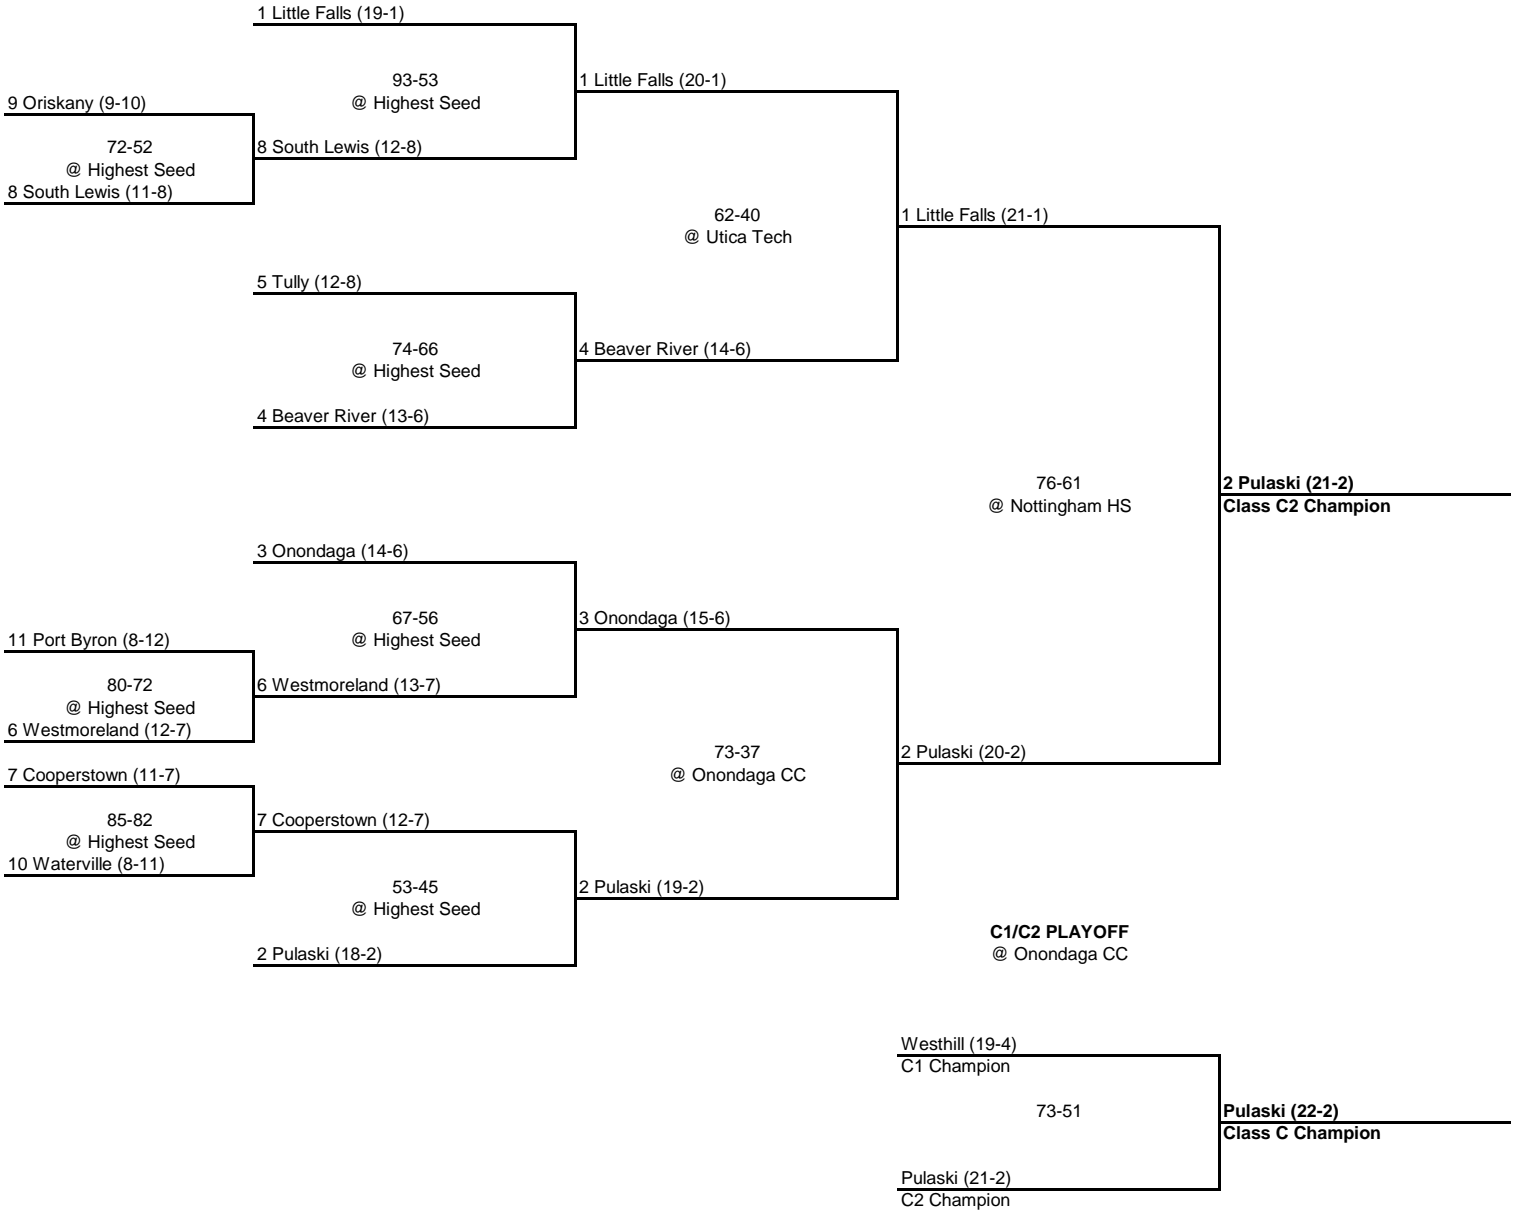 1 Little Falls (19-1)
93-53
@ Highest Seed
1 Little Falls (20-1)
9 Oriskany (9-10)
72-52
@ Highest Seed
8 South Lewis (12-8)
8 South Lewis (11-8)
62-40
@ Utica Tech
1 Little Falls (21-1)
5 Tully (12-8)
74-66
@ Highest Seed
4 Beaver River (14-6)
4 Beaver River (13-6)
76-61
@ Nottingham HS
2 Pulaski (21-2)
Class C2 Champion
3 Onondaga (14-6)
67-56
@ Highest Seed
3 Onondaga (15-6)
11 Port Byron (8-12)
80-72
@ Highest Seed
6 Westmoreland (13-7)
6 Westmoreland (12-7)
73-37
@ Onondaga CC
2 Pulaski (20-2)
7 Cooperstown (11-7)
85-82
@ Highest Seed
7 Cooperstown (12-7)
10 Waterville (8-11)
53-45
@ Highest Seed
2 Pulaski (19-2)
2 Pulaski (18-2)
C1/C2 PLAYOFF
@ Onondaga CC
Westhill (19-4)
C1 Champion
73-51
Pulaski (22-2)
Class C Champion
Pulaski (21-2)
C2 Champion